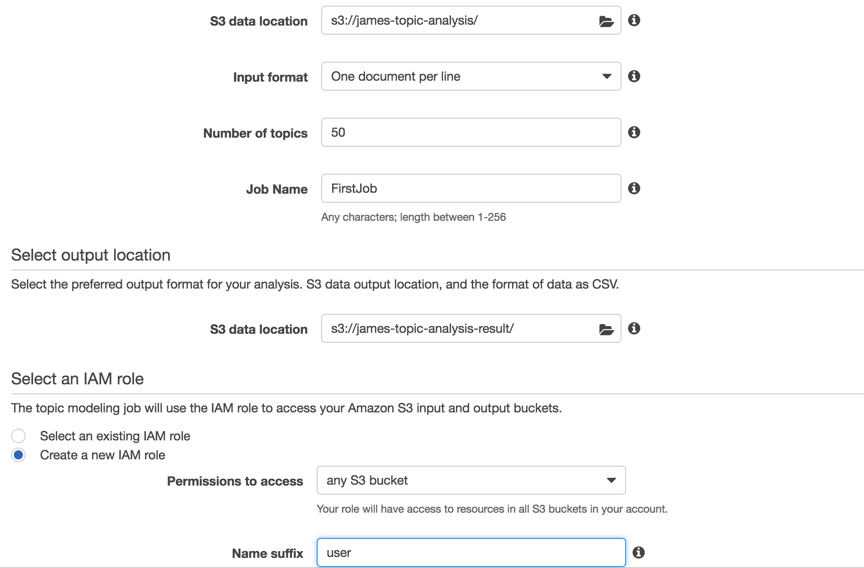 S3 data location s3://james-topic-analysis/
Input format One document per line
Number of topics 50
Job Name FirstJob
Any characters; length between 1-256
Select output location
Select the preferred output format for your analysis. S3 data output location, and the format of data as CSV.
S3 data location s3://james-topic-analysis-result/
Select an IAM role
The topic modeling job will use the IAM role to access your Amazon S3 input and output buckets.
Select an existing IAM role
Create a new IAM role
Permissions to access any S3 bucket
Your role will have access to resources in all S3 buckets in your account.
Name suffix user